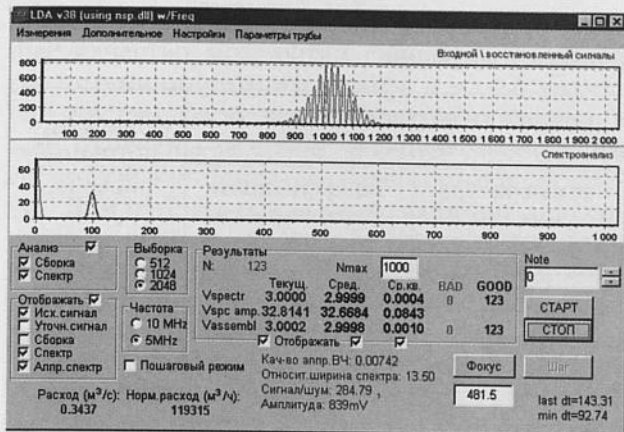 LDA v38 [using nsp.dll] w/Freq
Измерения Дополнительное Настройки Параметры трубы
Входной \ восстановленный сигналы
800
600
400
200
0
100 200 300 400 500 600 700 800 900 1 000 1 100 1 200 1 300 1 400 1 500 1 600 1 700 1 800 1 900 2 000
Спектроанализ
60
40
20
0
0 100 200 300 400 500 600 700 800 900 1 000
Анализ
Сборка
Спектр
Выборка
512
1024
2048
Результаты
N: 123 Nmax 1000
Текущ. Сред. Ср.кв. BAD GOOD
Vspectr 3.0000 2.9999 0.0004 0 123
Vspc amp. 32.8141 32.6684 0.0843
Vassembl 3.0002 2.9998 0.0010 0 123
Отображать
Note
0
СТАРТ
СТОП
Отображать
Исх.сигнал
Уточн.сигнал
Сборка
Спектр
Аппр.спектр
Частота
10 MHz
5MHz
Пошаговый режим
Кач-во аппр.ВЧ: 0.00742
Относит.ширина спектра: 13.50
Сигнал/шум: 284.79 ,
Амплитуда: 839mV
Фокус
Шаг
481.5
last dt=143.31
min dt=92.74
Расход (м³/с): Норм.расход (м³/ч):
0.3437 119315